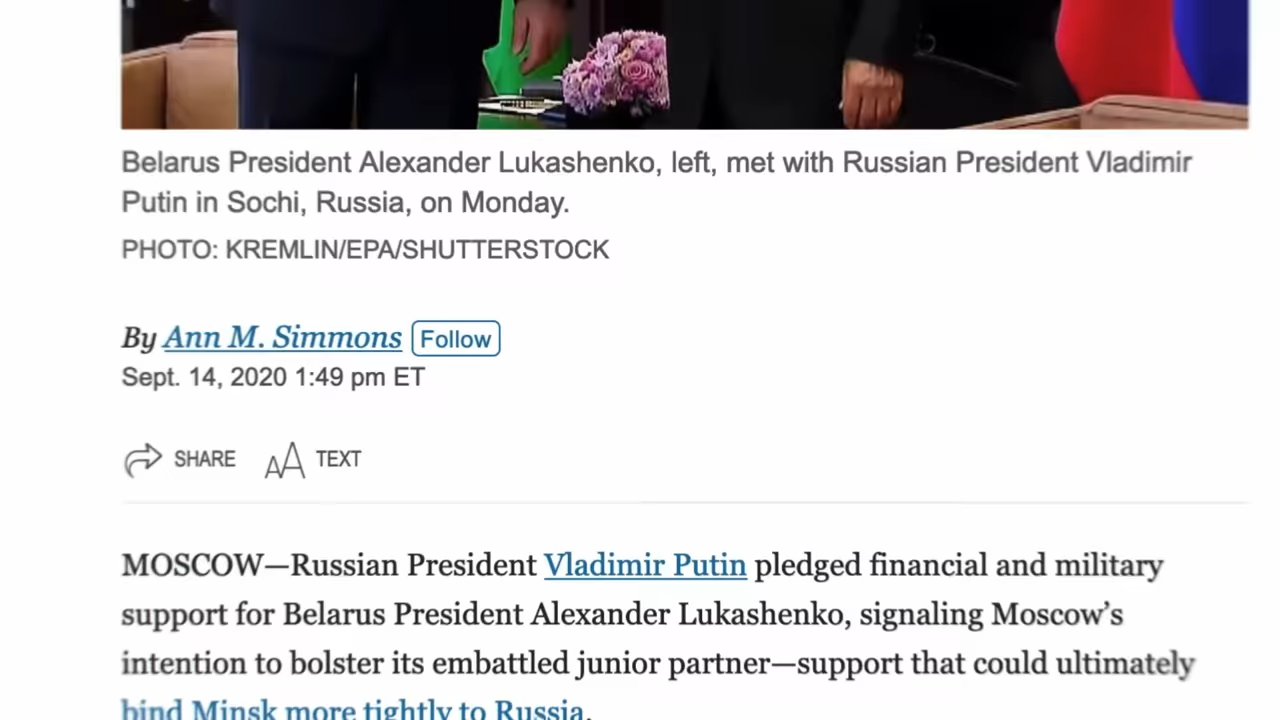 Belarus President Alexander Lukashenko, left, met with Russian President Vladimir
Putin in Sochi, Russia, on Monday.
PHOTO: KREMLIN/EPA/SHUTTERSTOCK
By Ann M. Simmons Follow
Sept. 14, 2020 1:49 pm ET
SHARE AA TEXT
MOSCOW—Russian President Vladimir Putin pledged financial and military
support for Belarus President Alexander Lukashenko, signaling Moscow’s
intention to bolster its embattled junior partner—support that could ultimately
bind Minsk more tightly to Russia.